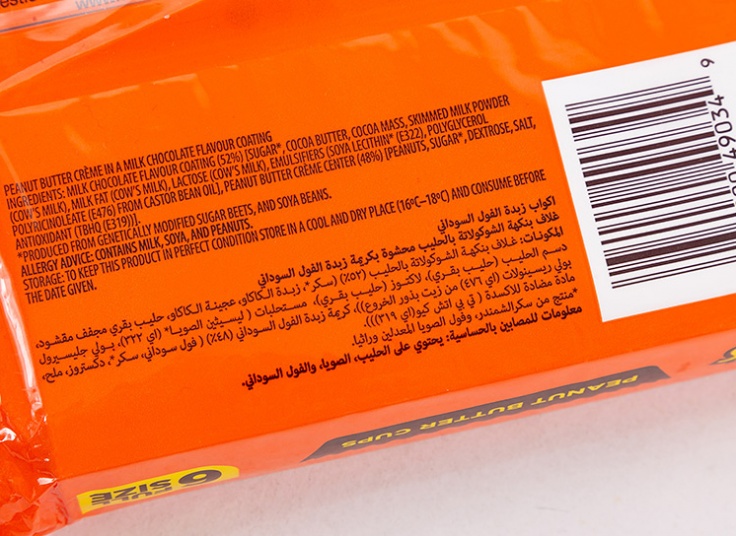 PEANUT BUTTER CRÈME IN A MILK CHOCOLATE FLAVOUR COATING
INGREDIENTS: MILK CHOCOLATE FLAVOUR COATING (52%) [SUGAR*, COCOA BUTTER, COCOA MASS, SKIMMED MILK POWDER
(COW'S MILK), MILK FAT (COW'S MILK), LACTOSE (COW'S MILK), EMULSIFIERS (SOYA LECITHIN* (E322), POLYGLYCEROL
POLYRICINOLEATE (E476) FROM CASTOR BEAN OIL], PEANUT BUTTER CRÈME CENTER (48%) [PEANUTS, SUGAR*, DEXTROSE, SALT,
ANTIOXIDANT (TBHQ (E319))].
*PRODUCED FROM GENETICALLY MODIFIED SUGAR BEETS, AND SOYA BEANS.
ALLERGY ADVICE: CONTAINS MILK, SOYA, AND PEANUTS.
STORAGE: TO KEEP THIS PRODUCT IN PERFECT CONDITION STORE IN A COOL AND DRY PLACE (16ºC–18ºC) AND CONSUME BEFORE
THE DATE GIVEN.
اكواب زبدة الفول السوداني
غلاف بنكهة الشوكولاتة بالحليب محشوة بكريمة زبدة الفول السوداني
المكونات: غلاف بنكهة الشوكولاتة بالحليب (٥٢٪) (سكر*، زبدة الكاكاو، عجينة الكاكاو، حليب بقري مجفف مقشود،
دسم الحليب (حليب بقري)، لاكتوز (حليب بقري)، مستحلبات (ليسيثين الصويا* (اي ٣٢٢)، بولي جليسيرول
بولي ريسينولات (اي ٤٧٦) من زيت بذور الخروع))، كريمة زبدة الفول السوداني (٤٨٪) (فول سوداني، سكر*، دكستروز، ملح،
مادة مضادة للاكسدة (تي بي اتش كيو(اي ٣١٩))).
*منتج من سكرالشمندر، وفول الصويا المعدلين وراثيا.
معلومات للمصابين بالحساسية: يحتوي على الحليب، الصويا، والفول السوداني.
49034 9
PEANUT BUTTER CUPS
6 FULL
SIZE